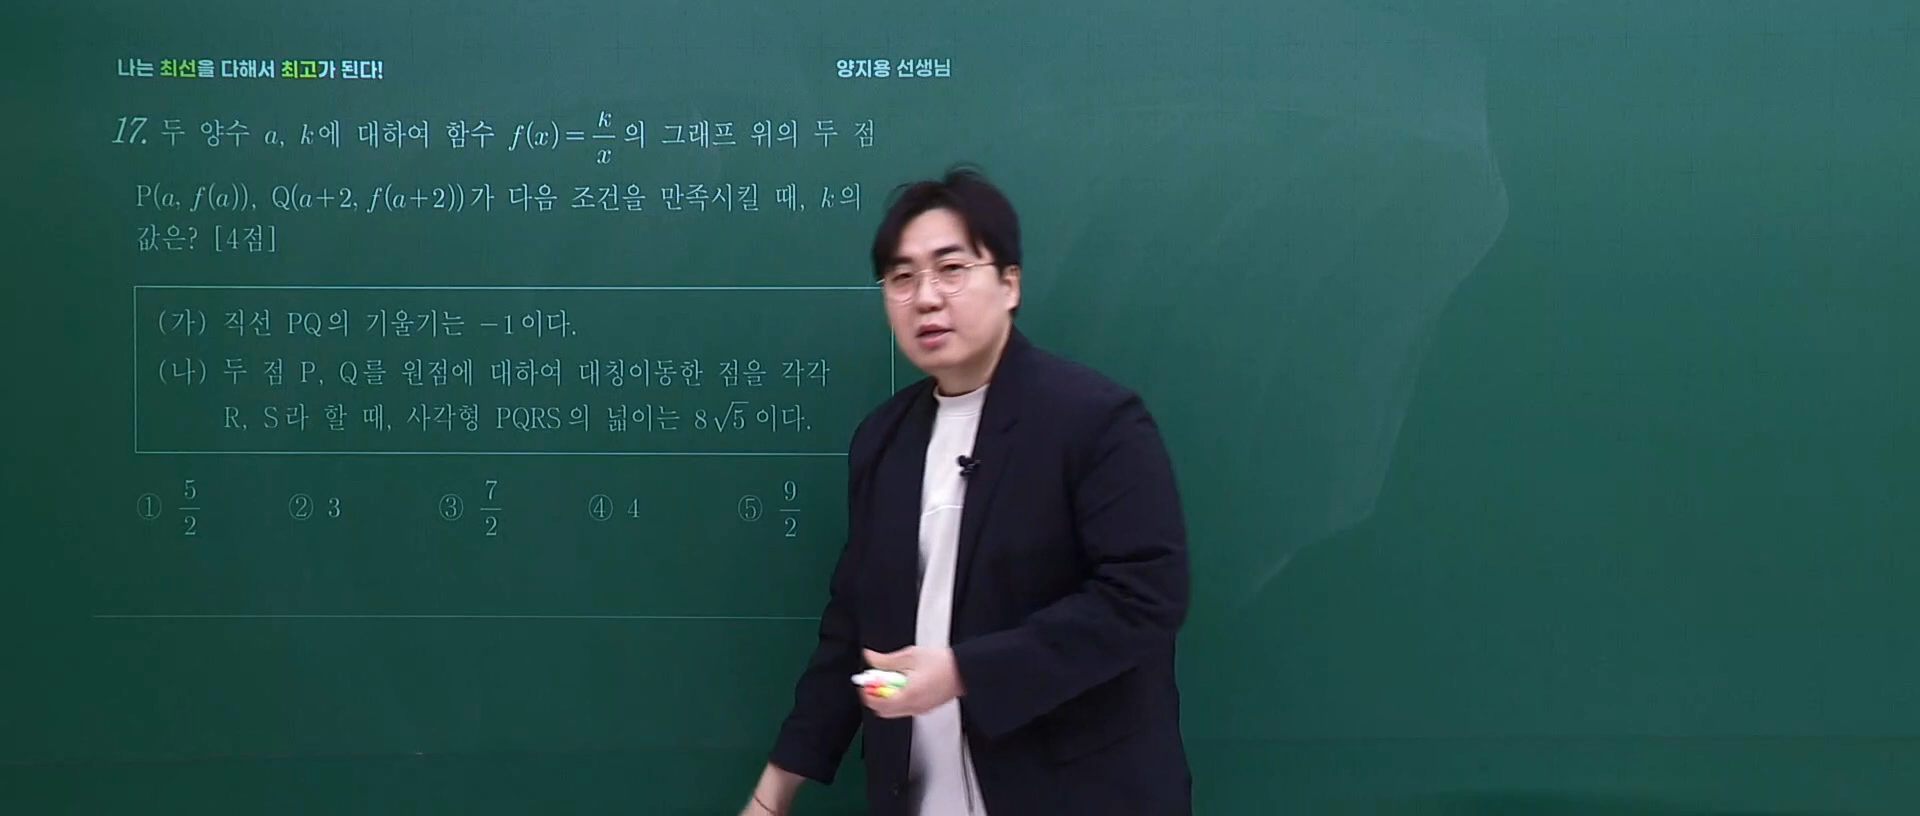 나는 최선을 다해서 최고가 된다!
양지용 선생님
17. 두 양수 a, k에 대하여 함수 f(x)=k/x의 그래프 위의 두 점
P(a, f(a)), Q(a+2, f(a+2))가 다음 조건을 만족시킬 때, k의
값은? [4점]
(가) 직선 PQ의 기울기는 −1이다.
(나) 두 점 P, Q를 원점에 대하여 대칭이동한 점을 각각
R, S라 할 때, 사각형 PQRS의 넓이는 8√5이다.
① 5/2 ② 3 ③ 7/2 ④ 4 ⑤ 9/2